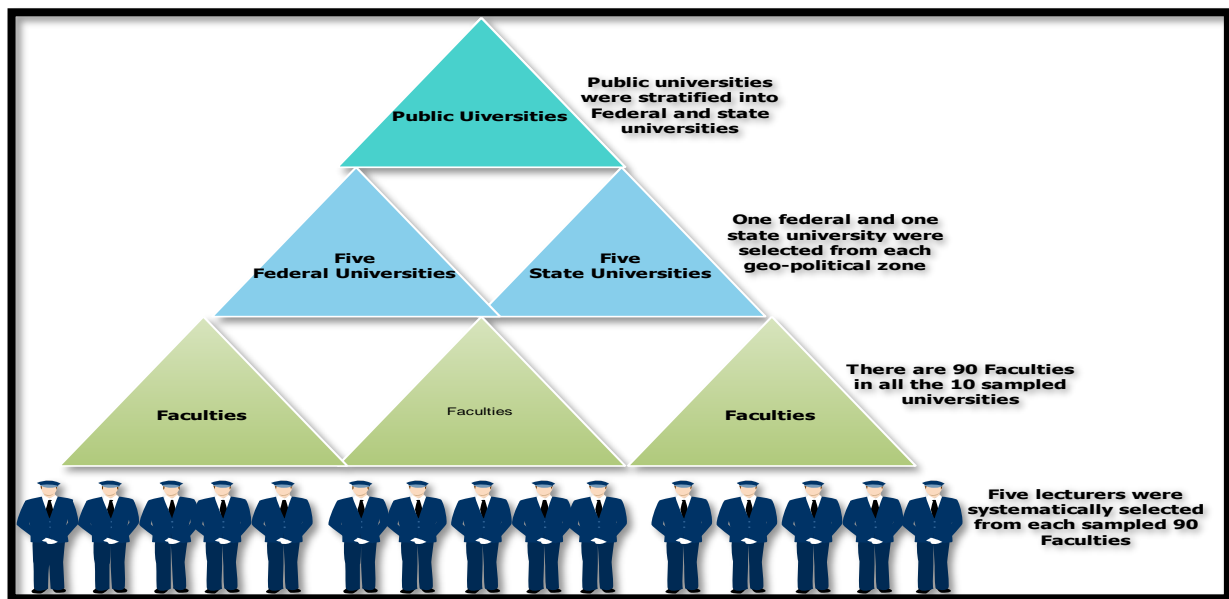 Public Uiversities
Public universities
were stratified into
Federal and state
universities
Five
Federal Universities
Five
State Universities
One federal and one
state university were
selected from each
geo-political zone
Faculties
Faculties
Faculties
There are 90 Faculties
in all the 10 sampled
universities
Five lecturers were
systematically selected
from each sampled 90
Faculties